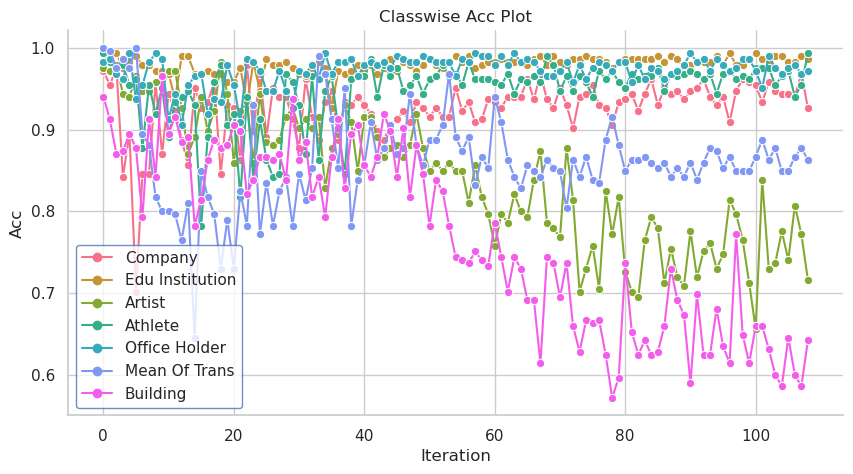 Classwise Acc Plot
1.0
0.9
0.8
0.7
0.6
Acc
Company
Edu Institution
Artist
Athlete
Office Holder
Mean Of Trans
Building
0 20 40 60 80 100
Iteration